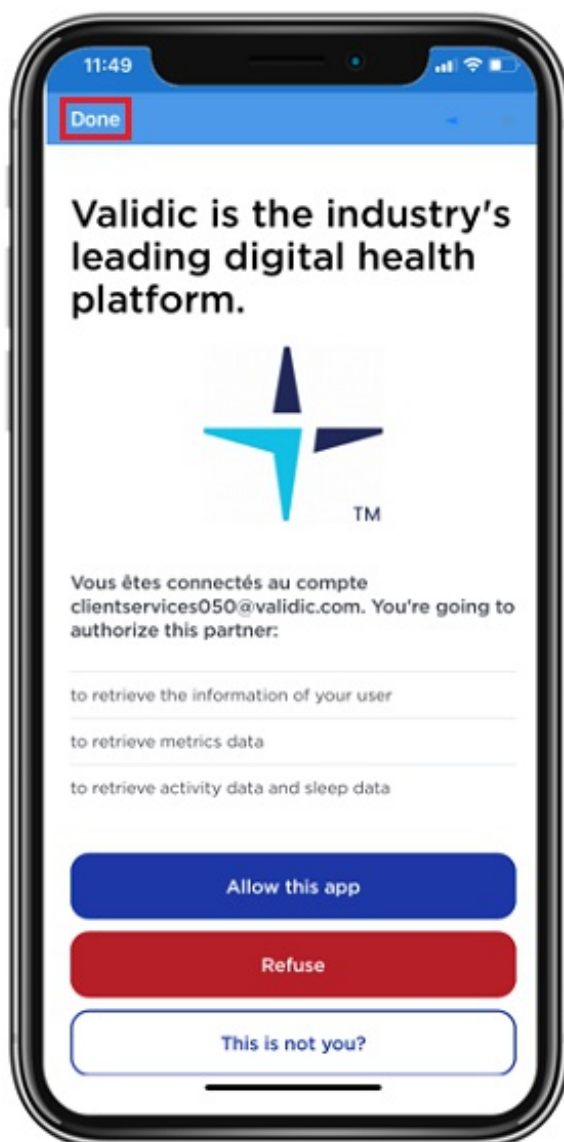 11:49
Done
Validic is the industry's
leading digital health
platform.
TM
Vous êtes connectés au compte
clientservices050@validic.com. You're going to
authorize this partner:
to retrieve the information of your user
to retrieve metrics data
to retrieve activity data and sleep data
Allow this app
Refuse
This is not you?